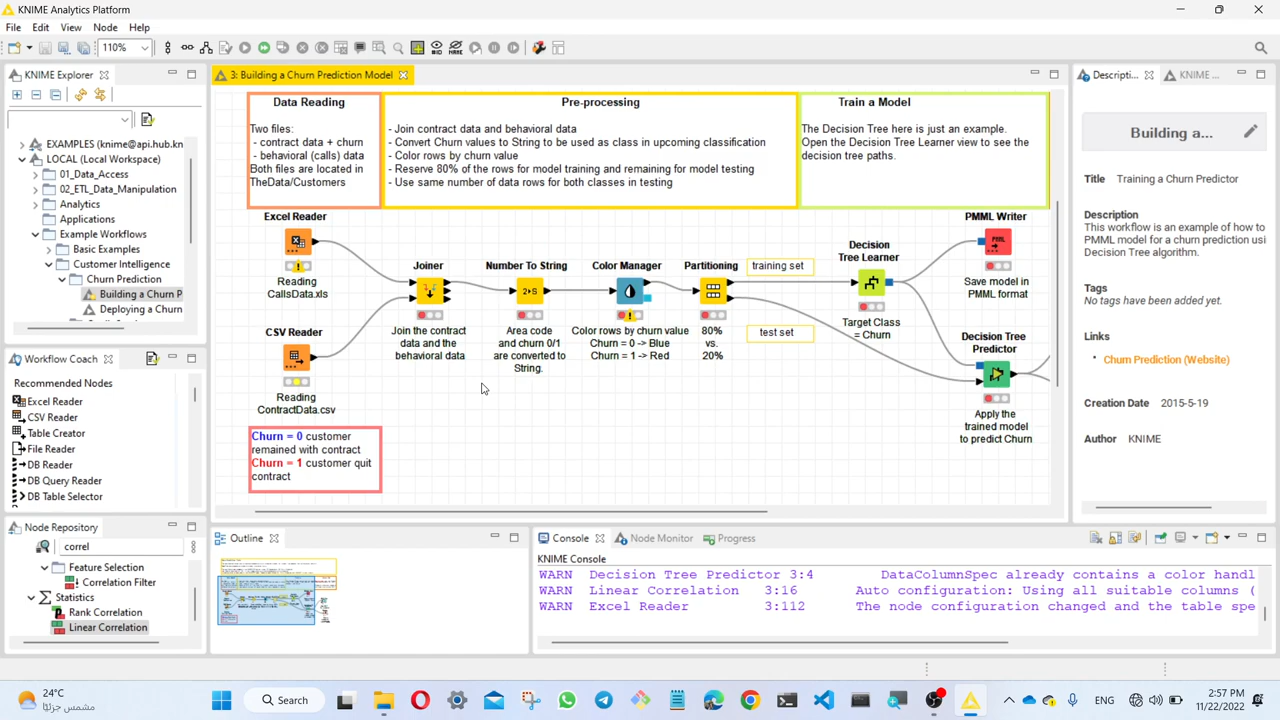 KNIME Analytics Platform
File Edit View Node Help
110%
KNIME Explorer
EXAMPLES (knime@api.hub.kn
LOCAL (Local Workspace)
01_Data_Access
02_ETL_Data_Manipulation
Analytics
Applications
Example Workflows
Basic Examples
Customer Intelligence
Churn Prediction
Building a Churn P
Deploying a Churn
Workflow Coach
Recommended Nodes
Excel Reader
CSV Reader
Table Creator
File Reader
DB Reader
DB Query Reader
DB Table Selector
Node Repository
correl
Feature Selection
Correlation Filter
Statistics
Rank Correlation
Linear Correlation
3: Building a Churn Prediction Model
Data Reading
Two files:
- contract data + churn
- behavioral (calls) data
Both files are located in
TheData/Customers
Pre-processing
- Join contract data and behavioral data
- Convert Churn values to String to be used as class in upcoming classification
- Color rows by churn value
- Reserve 80% of the rows for model training and remaining for model testing
- Use same number of data rows for both classes in testing
Train a Model
The Decision Tree here is just an example.
Open the Decision Tree Learner view to see the
decision tree paths.
Excel Reader
Reading
CallsData.xls
CSV Reader
Reading
ContractData.csv
Joiner
Join the contract
data and the
behavioral data
Number To String
2▸S
Area code
and churn 0/1
are converted to
String.
Color Manager
Color rows by churn value
Churn = 0 -> Blue
Churn = 1 -> Red
Partitioning
80%
vs.
20%
training set
test set
Decision
Tree Learner
Target Class
= Churn
PMML Writer
PMML
Save model in
PMML format
Decision Tree
Predictor
Apply the
trained model
to predict Churn
Churn = 0 customer
remained with contract
Churn = 1 customer quit
contract
Outline
Console Node Monitor Progress
KNIME Console
WARN Decision Tree Predictor 3:4 DataColumnSpec already contains a color handl
WARN Linear Correlation 3:16 Auto configuration: Using all suitable columns (
WARN Excel Reader 3:112 The node configuration changed and the table spe
Descripti... KNIME ...
Building a...
Title Training a Churn Predictor
Description
This workflow is an example of how to
PMML model for a churn prediction usi
Decision Tree.
Tags
No tags have been added yet.
Links
Churn Prediction (Website)
Creation Date 2015-5-19
Author KNIME
24°C
مشمس جزئيًا
Search
ENG
2:57 PM
11/22/2022